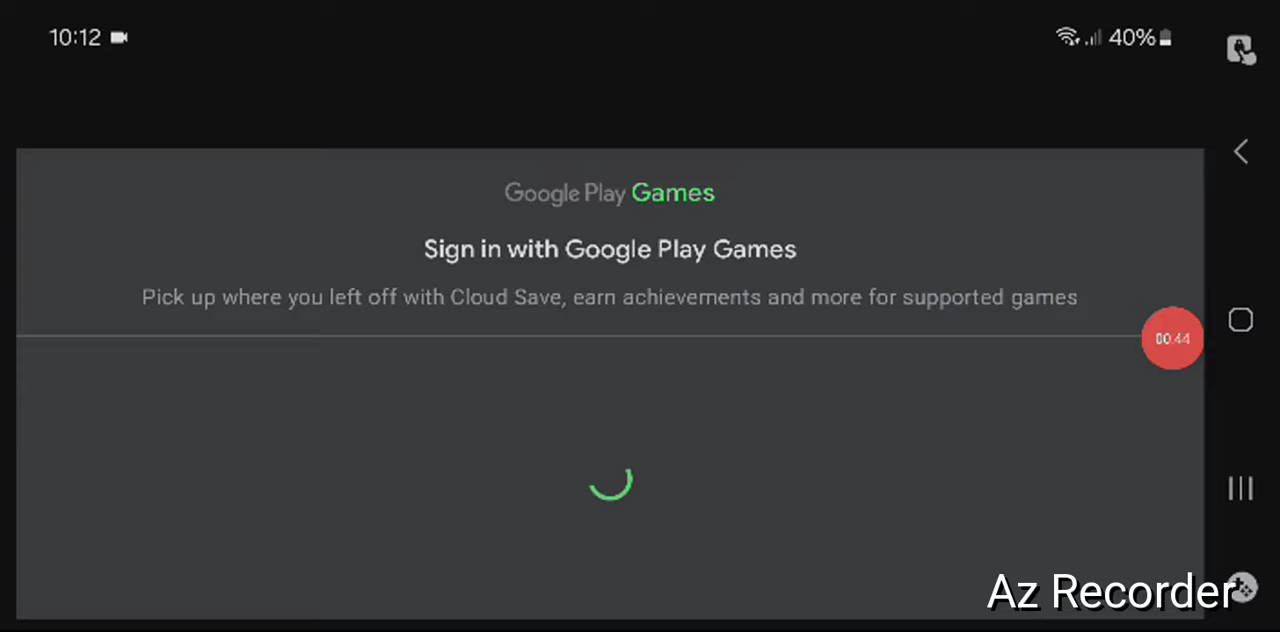 10:12
40%
Google Play Games
Sign in with Google Play Games
Pick up where you left off with Cloud Save, earn achievements and more for supported games
00:44
Az Recorder